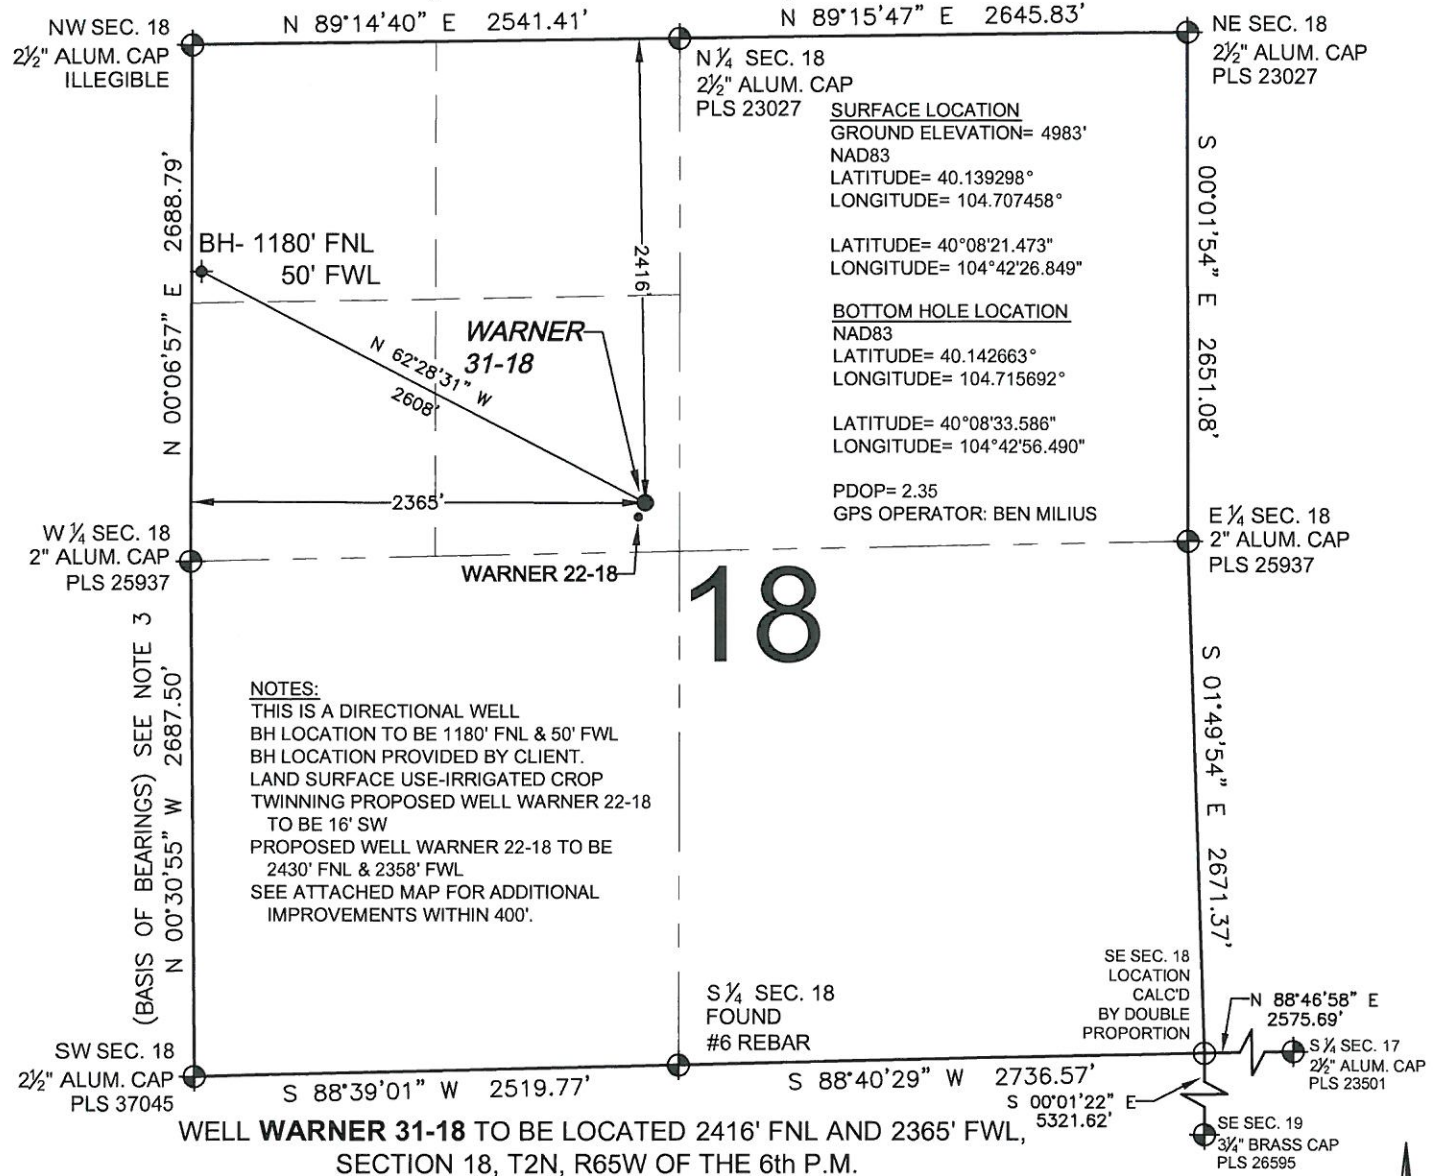 N 89°14'40" E 2541.41'
N 89°15'47" E 2645.83'
NW SEC. 18
2½" ALUM. CAP
ILLEGIBLE
N ¼ SEC. 18
2½" ALUM. CAP
PLS 23027
NE SEC. 18
2½" ALUM. CAP
PLS 23027
SURFACE LOCATION
GROUND ELEVATION= 4983'
NAD83
LATITUDE= 40.139298°
LONGITUDE= 104.707458°
LATITUDE= 40°08'21.473"
LONGITUDE= 104°42'26.849"
BOTTOM HOLE LOCATION
NAD83
LATITUDE= 40.142663°
LONGITUDE= 104.715692°
LATITUDE= 40°08'33.586"
LONGITUDE= 104°42'56.490"
PDOP= 2.35
GPS OPERATOR: BEN MILIUS
N 00°06'57" E 2688.79'
BH- 1180' FNL
50' FWL
2416'
WARNER
31-18
N 62°28'31" W
2608'
2365'
WARNER 22-18
S 00°01'54" E 2651.08'
W ¼ SEC. 18
2" ALUM. CAP
PLS 25937
E ¼ SEC. 18
2" ALUM. CAP
PLS 25937
18
(BASIS OF BEARINGS) SEE NOTE 3
N 00°30'55" W 2687.50'
NOTES:
THIS IS A DIRECTIONAL WELL
BH LOCATION TO BE 1180' FNL & 50' FWL
BH LOCATION PROVIDED BY CLIENT.
LAND SURFACE USE-IRRIGATED CROP
TWINNING PROPOSED WELL WARNER 22-18
TO BE 16' SW
PROPOSED WELL WARNER 22-18 TO BE
2430' FNL & 2358' FWL
SEE ATTACHED MAP FOR ADDITIONAL
IMPROVEMENTS WITHIN 400'.
S 01°49'54" E 2671.37'
SE SEC. 18
LOCATION
CALC'D
BY DOUBLE
PROPORTION
N 88°46'58" E
2575.69'
S ¼ SEC. 17
2½" ALUM. CAP
PLS 23501
S ¼ SEC. 18
FOUND
#6 REBAR
SW SEC. 18
2½" ALUM. CAP
PLS 37045
S 88°39'01" W 2519.77'
S 88°40'29" W 2736.57'
S 00°01'22" E
5321.62'
SE SEC. 19
3¼" BRASS CAP
PLS 26595
WELL WARNER 31-18 TO BE LOCATED 2416' FNL AND 2365' FWL,
SECTION 18, T2N, R65W OF THE 6th P.M.